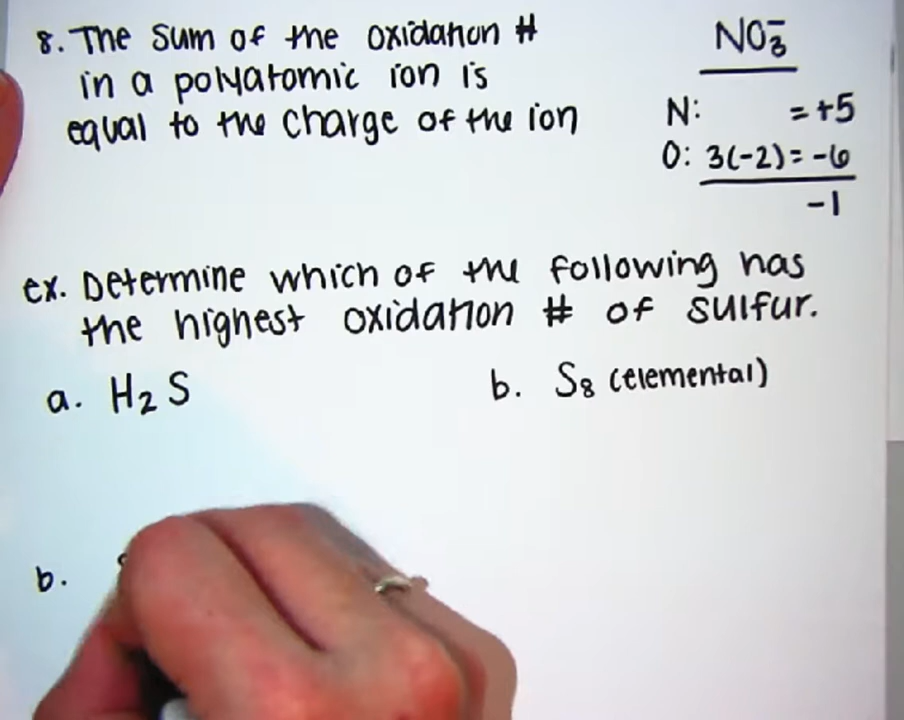 8. The sum of the oxidation #
in a polyatomic ion is
equal to the charge of the ion
NO₃⁻
N: = +5
O: 3(-2) = -6
-1
ex. Determine which of the following has
the highest oxidation # of sulfur.
a. H₂S
b. S₈ (elemental)
b.